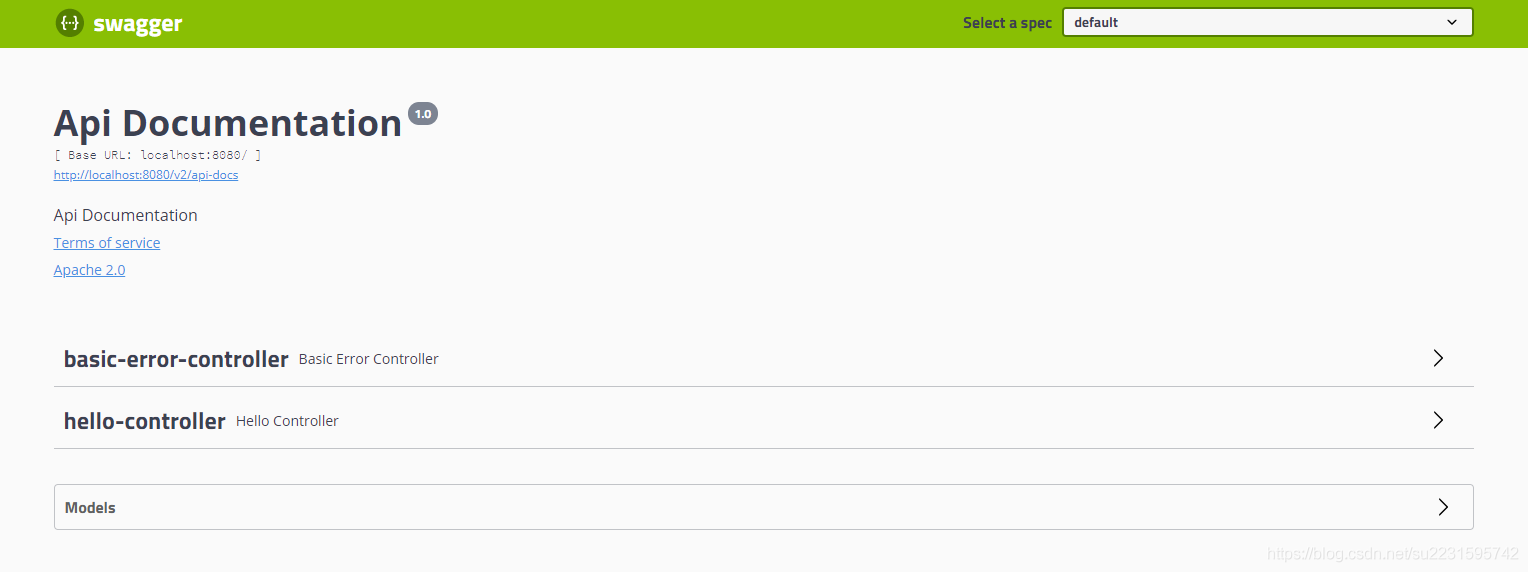 swagger
Select a spec
default
Api Documentation 1.0
[ Base URL: localhost:8080/ ]
http://localhost:8080/v2/api-docs
Api Documentation
Terms of service
Apache 2.0
basic-error-controller Basic Error Controller
hello-controller Hello Controller
Models
https://blog.csdn.net/su2231595742